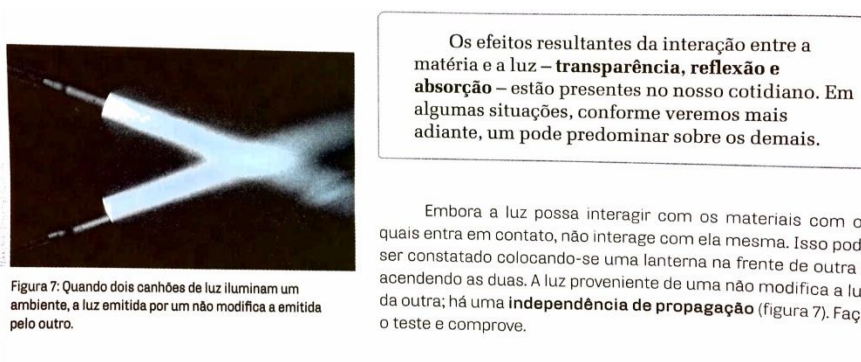 Os efeitos resultantes da interação entre a
matéria e a luz – transparência, reflexão e
absorção – estão presentes no nosso cotidiano. Em
algumas situações, conforme veremos mais
adiante, um pode predominar sobre os demais.
Embora a luz possa interagir com os materiais com o
quais entra em contato, não interage com ela mesma. Isso pod
ser constatado colocando-se uma lanterna na frente de outra
acendendo as duas. A luz proveniente de uma não modifica a lu
da outra; há uma independência de propagação (figura 7). Faç
o teste e comprove.
Figura 7: Quando dois canhões de luz iluminam um
ambiente, a luz emitida por um não modifica a emitida
pelo outro.